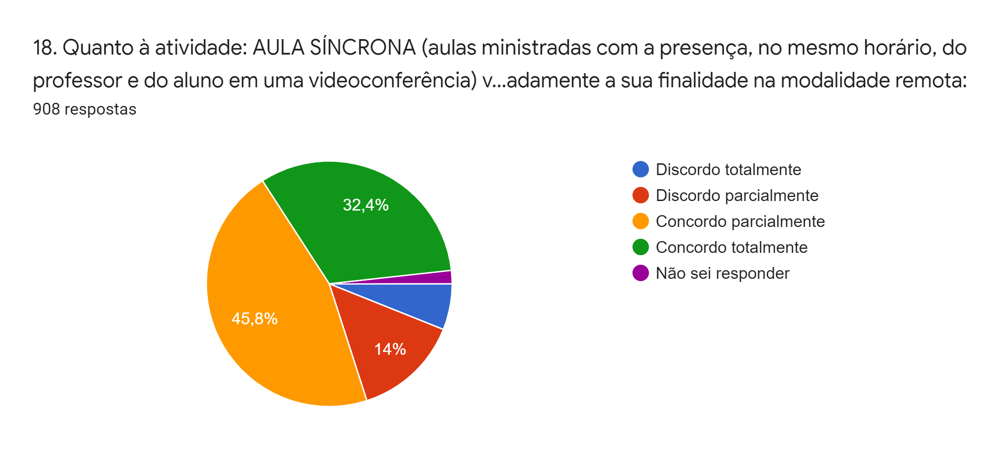 18. Quanto à atividade: AULA SÍNCRONA (aulas ministradas com a presença, no mesmo horário, do
professor e do aluno em uma videoconferência) v...adamente a sua finalidade na modalidade remota:
908 respostas
Discordo totalmente
Discordo parcialmente
Concordo parcialmente
Concordo totalmente
Não sei responder
32,4%
45,8%
14%